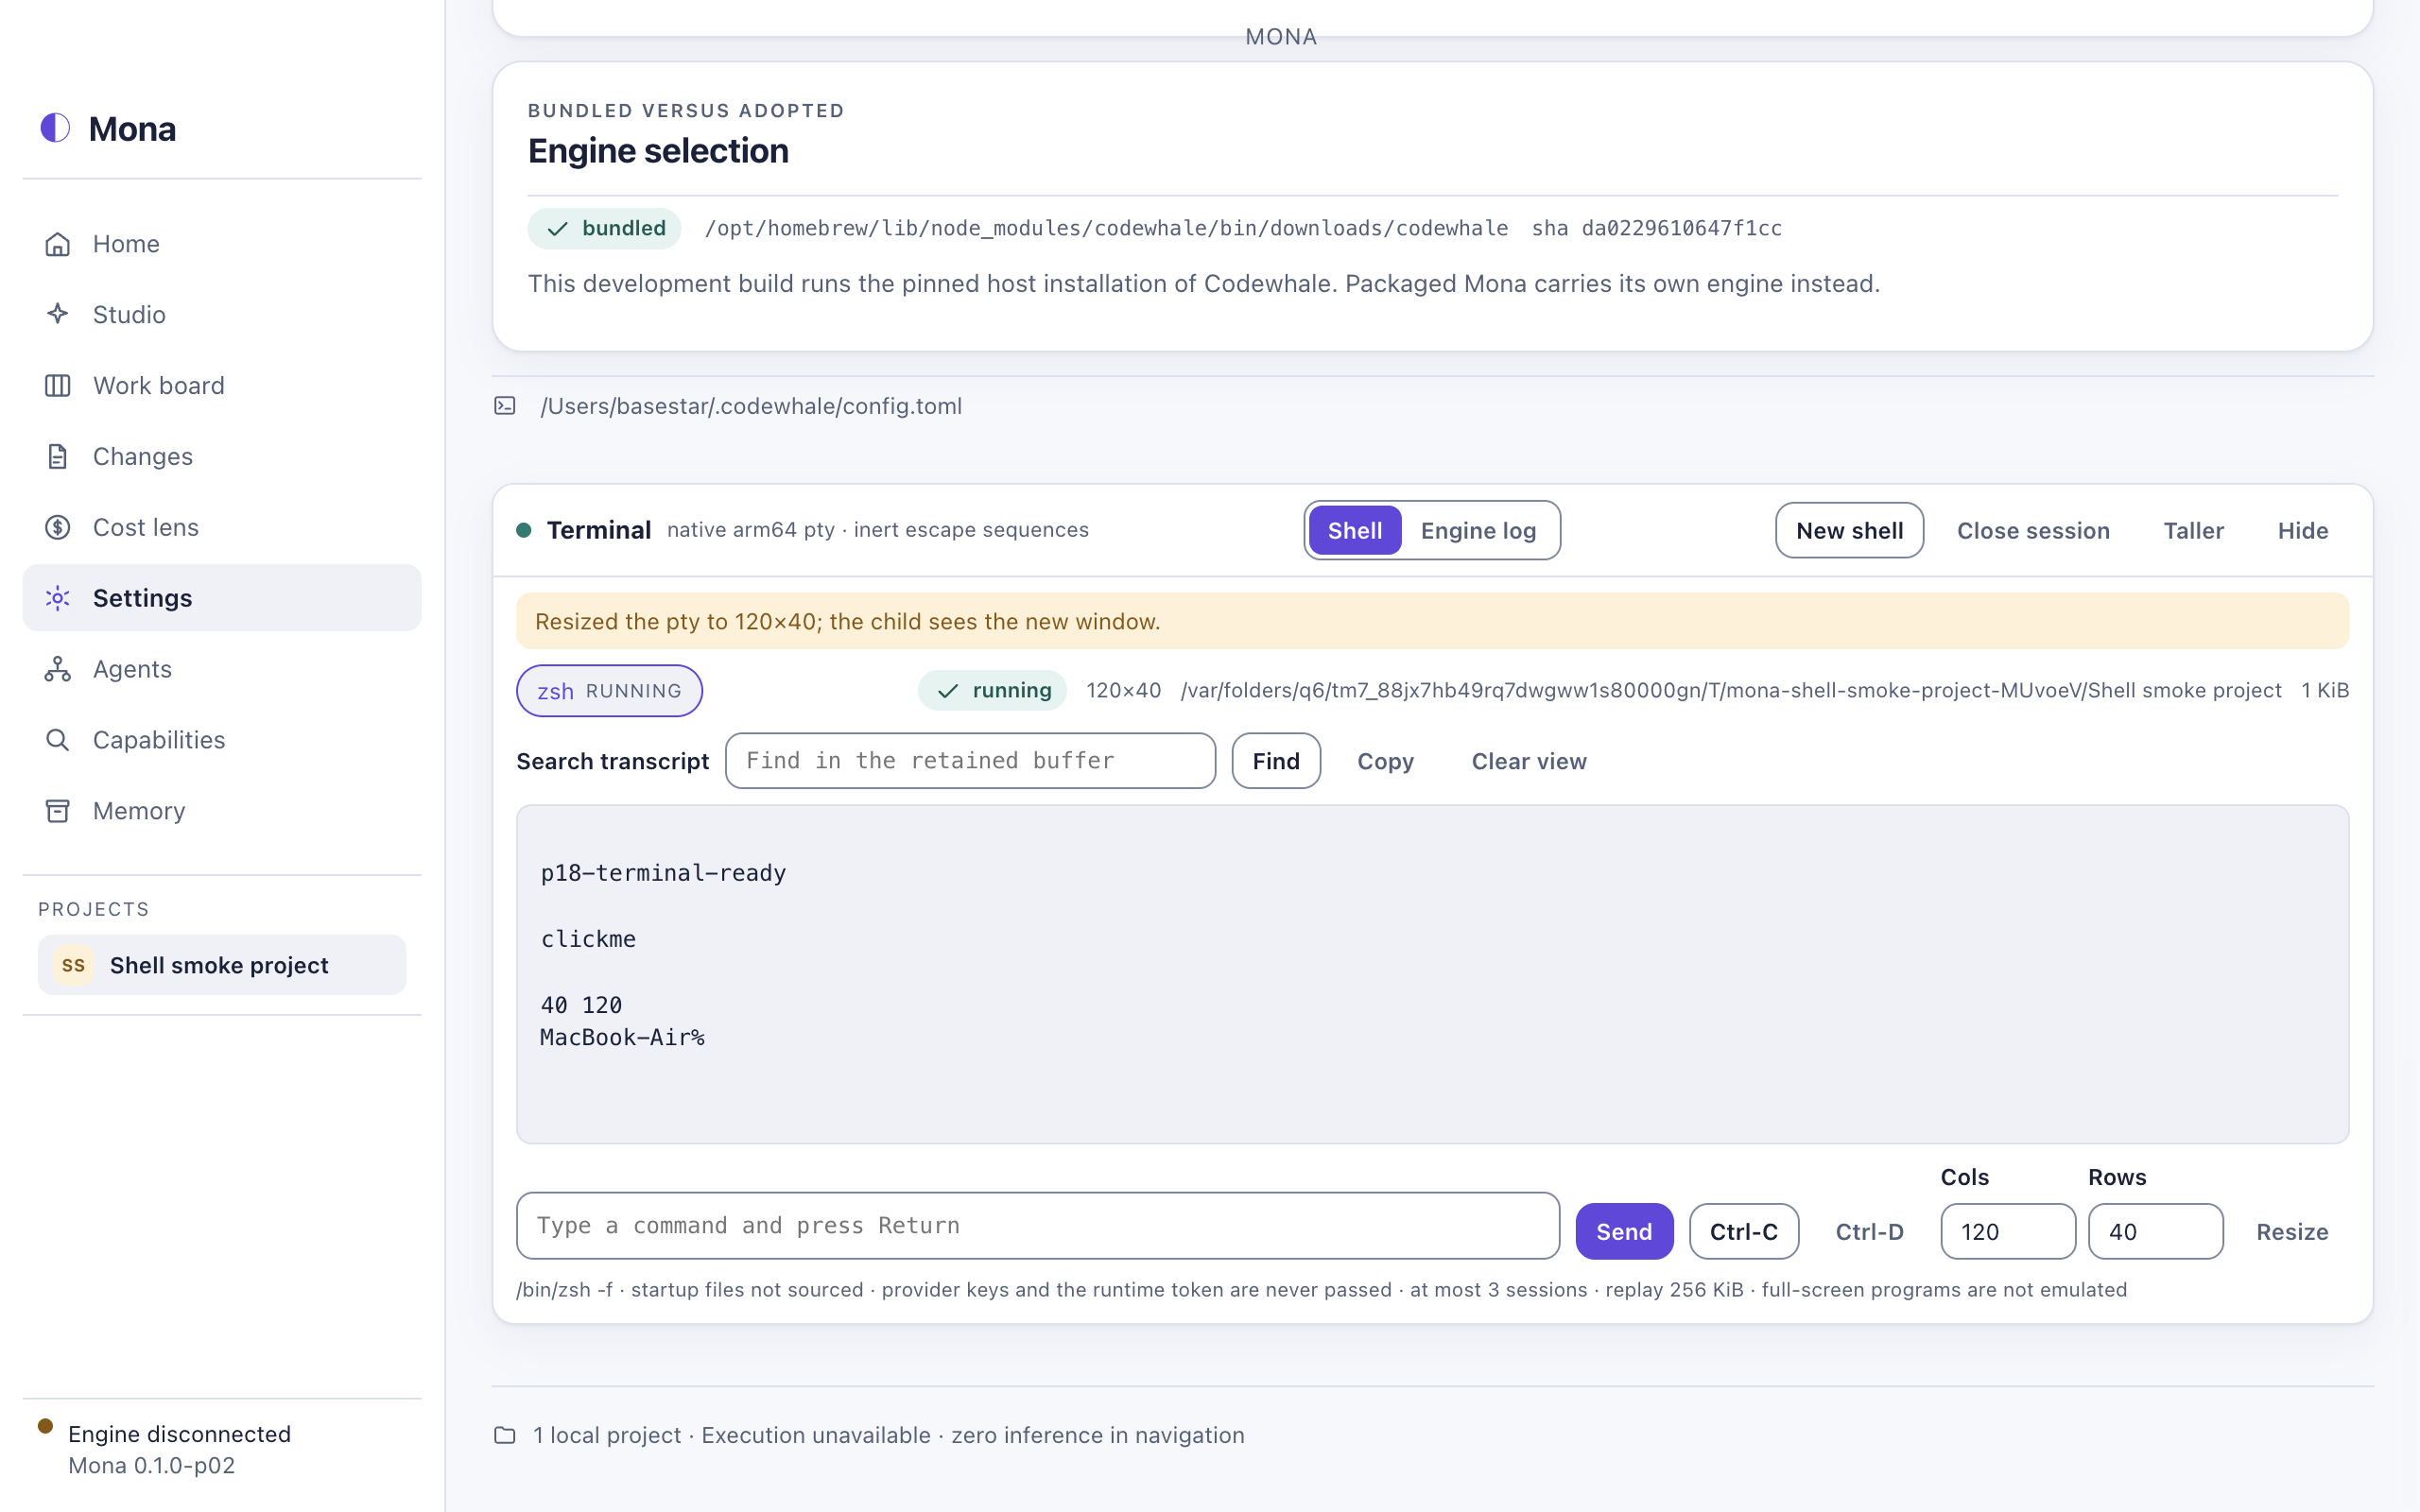 MONA
Mona
Home
Studio
Work board
Changes
Cost lens
Settings
Agents
Capabilities
Memory
PROJECTS
SS Shell smoke project
Engine disconnected
Mona 0.1.0-p02
BUNDLED VERSUS ADOPTED
Engine selection
bundled /opt/homebrew/lib/node_modules/codewhale/bin/downloads/codewhale sha da0229610647f1cc
This development build runs the pinned host installation of Codewhale. Packaged Mona carries its own engine instead.
/Users/basestar/.codewhale/config.toml
Terminal native arm64 pty · inert escape sequences Shell Engine log New shell Close session Taller Hide
Resized the pty to 120×40; the child sees the new window.
zsh RUNNING running 120×40 /var/folders/q6/tm7_88jx7hb49rq7dwgww1s80000gn/T/mona-shell-smoke-project-MUvoeV/Shell smoke project 1 KiB
Search transcript Find in the retained buffer Find Copy Clear view
p18-terminal-ready
clickme
40 120
MacBook-Air%
Cols Rows
Type a command and press Return Send Ctrl-C Ctrl-D 120 40 Resize
/bin/zsh -f · startup files not sourced · provider keys and the runtime token are never passed · at most 3 sessions · replay 256 KiB · full-screen programs are not emulated
1 local project · Execution unavailable · zero inference in navigation